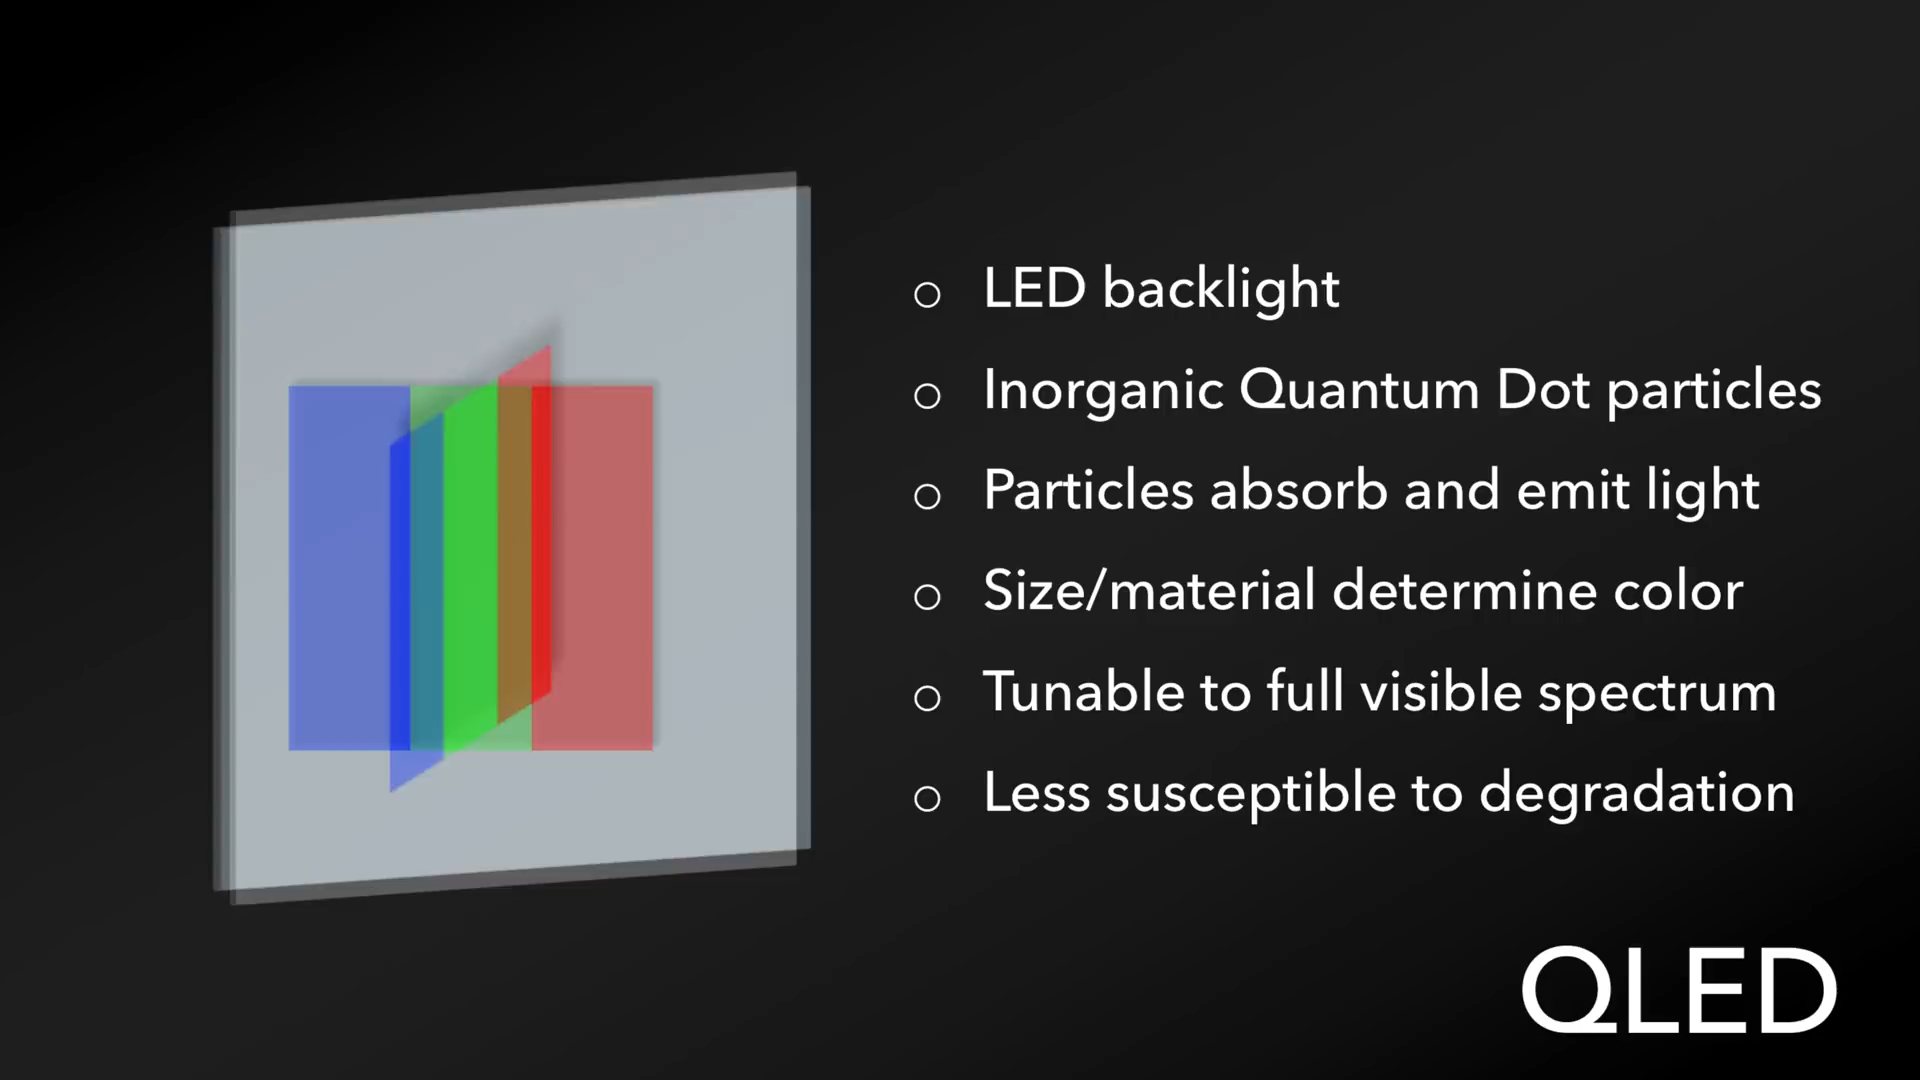 LED backlight
Inorganic Quantum Dot particles
Particles absorb and emit light
Size/material determine color
Tunable to full visible spectrum
Less susceptible to degradation
QLED